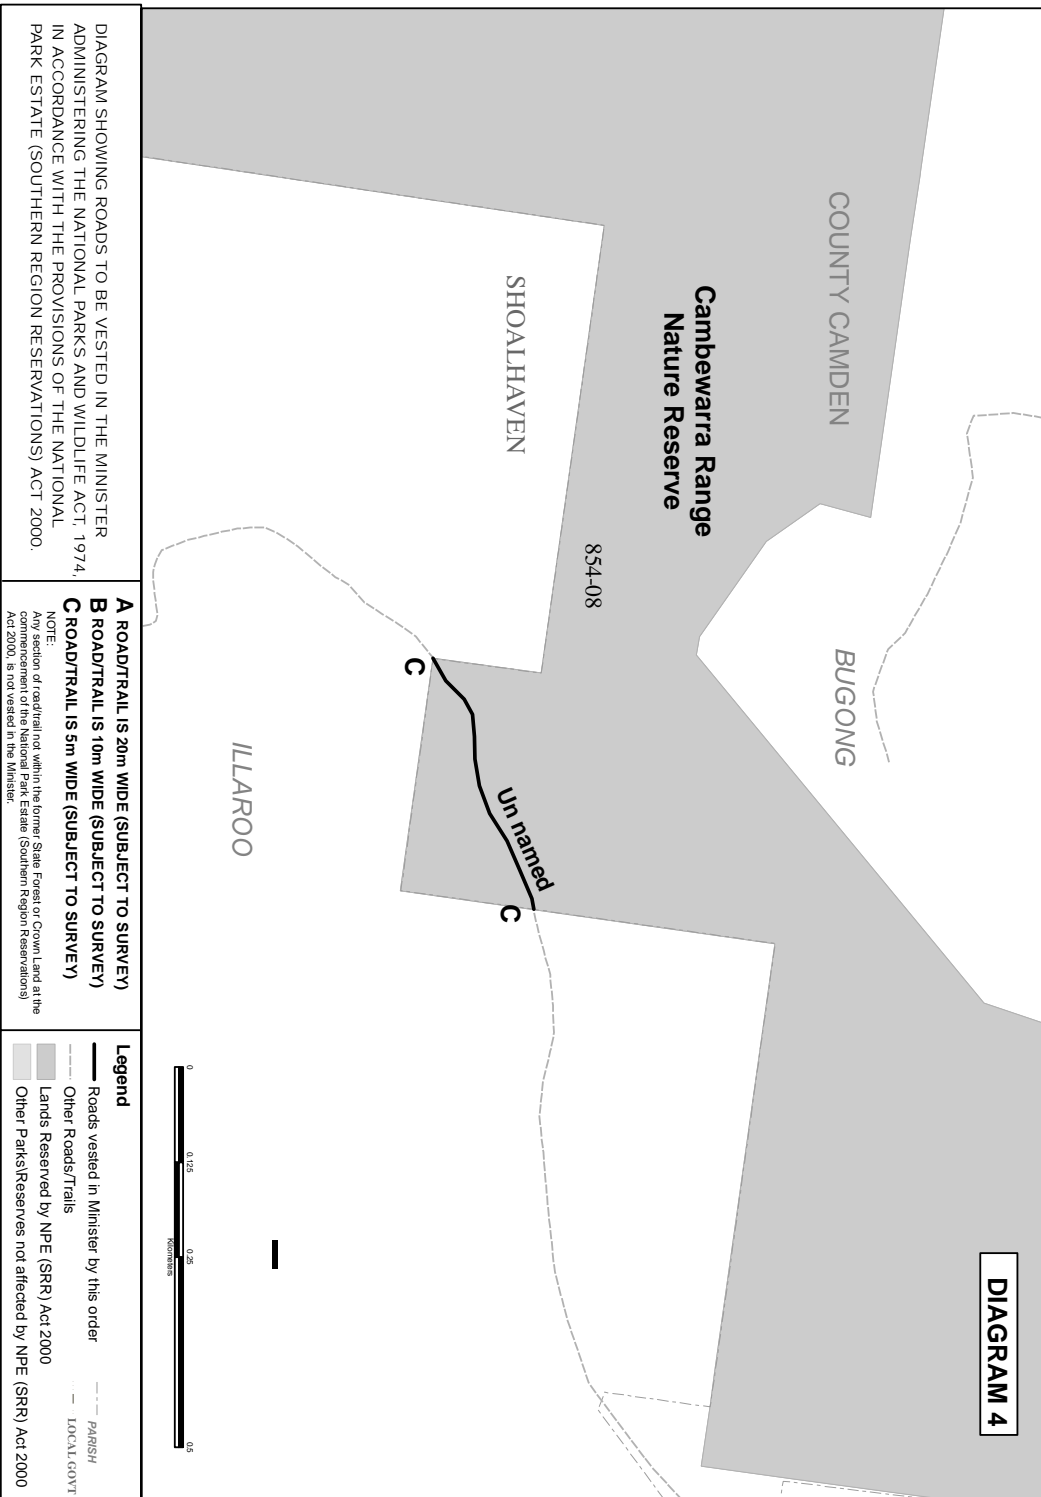 DIAGRAM 4
COUNTY CAMDEN
BUGONG
Cambewarra Range
Nature Reserve
854-08
SHOALHAVEN
Un named
C
C
ILLAROO
0
0.125
0.25
0.5
Kilometers
DIAGRAM SHOWING ROADS TO BE VESTED IN THE MINISTER
ADMINISTERING THE NATIONAL PARKS AND WILDLIFE ACT, 1974,
IN ACCORDANCE WITH THE PROVISIONS OF THE NATIONAL
PARK ESTATE (SOUTHERN REGION RESERVATIONS) ACT 2000.
A ROAD/TRAIL IS 20m WIDE (SUBJECT TO SURVEY)
B ROAD/TRAIL IS 10m WIDE (SUBJECT TO SURVEY)
C ROAD/TRAIL IS 5m WIDE (SUBJECT TO SURVEY)
NOTE:
Any section of road/trail not within the former State Forest or Crown Land at the
commencement of the National Park Estate (Southern Region Reservations)
Act 2000, is not vested in the Minister.
Legend
Roads vested in Minister by this order
Other Roads/Trails
Lands Reserved by NPE (SRR) Act 2000
Other Parks\Reserves not affected by NPE (SRR) Act 2000
PARISH
LOCAL GOVT